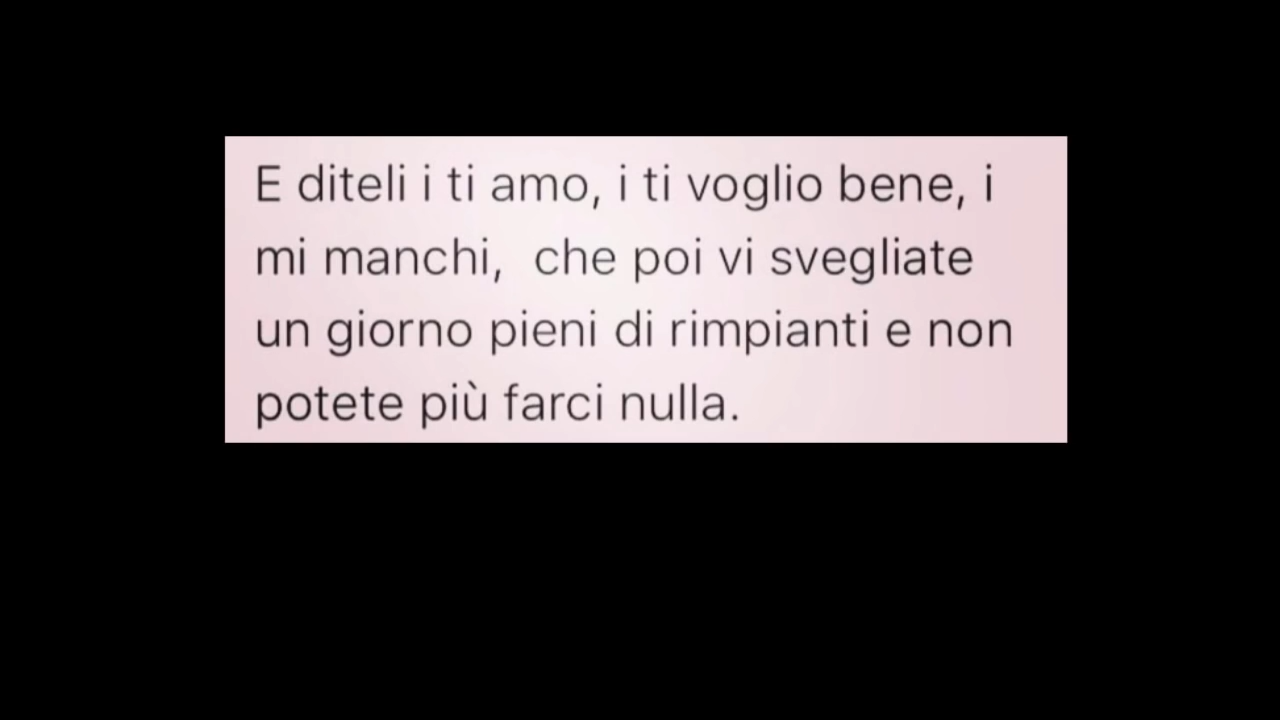 E diteli i ti amo, i ti voglio bene, i
mi manchi,  che poi vi svegliate
un giorno pieni di rimpianti e non
potete più farci nulla.